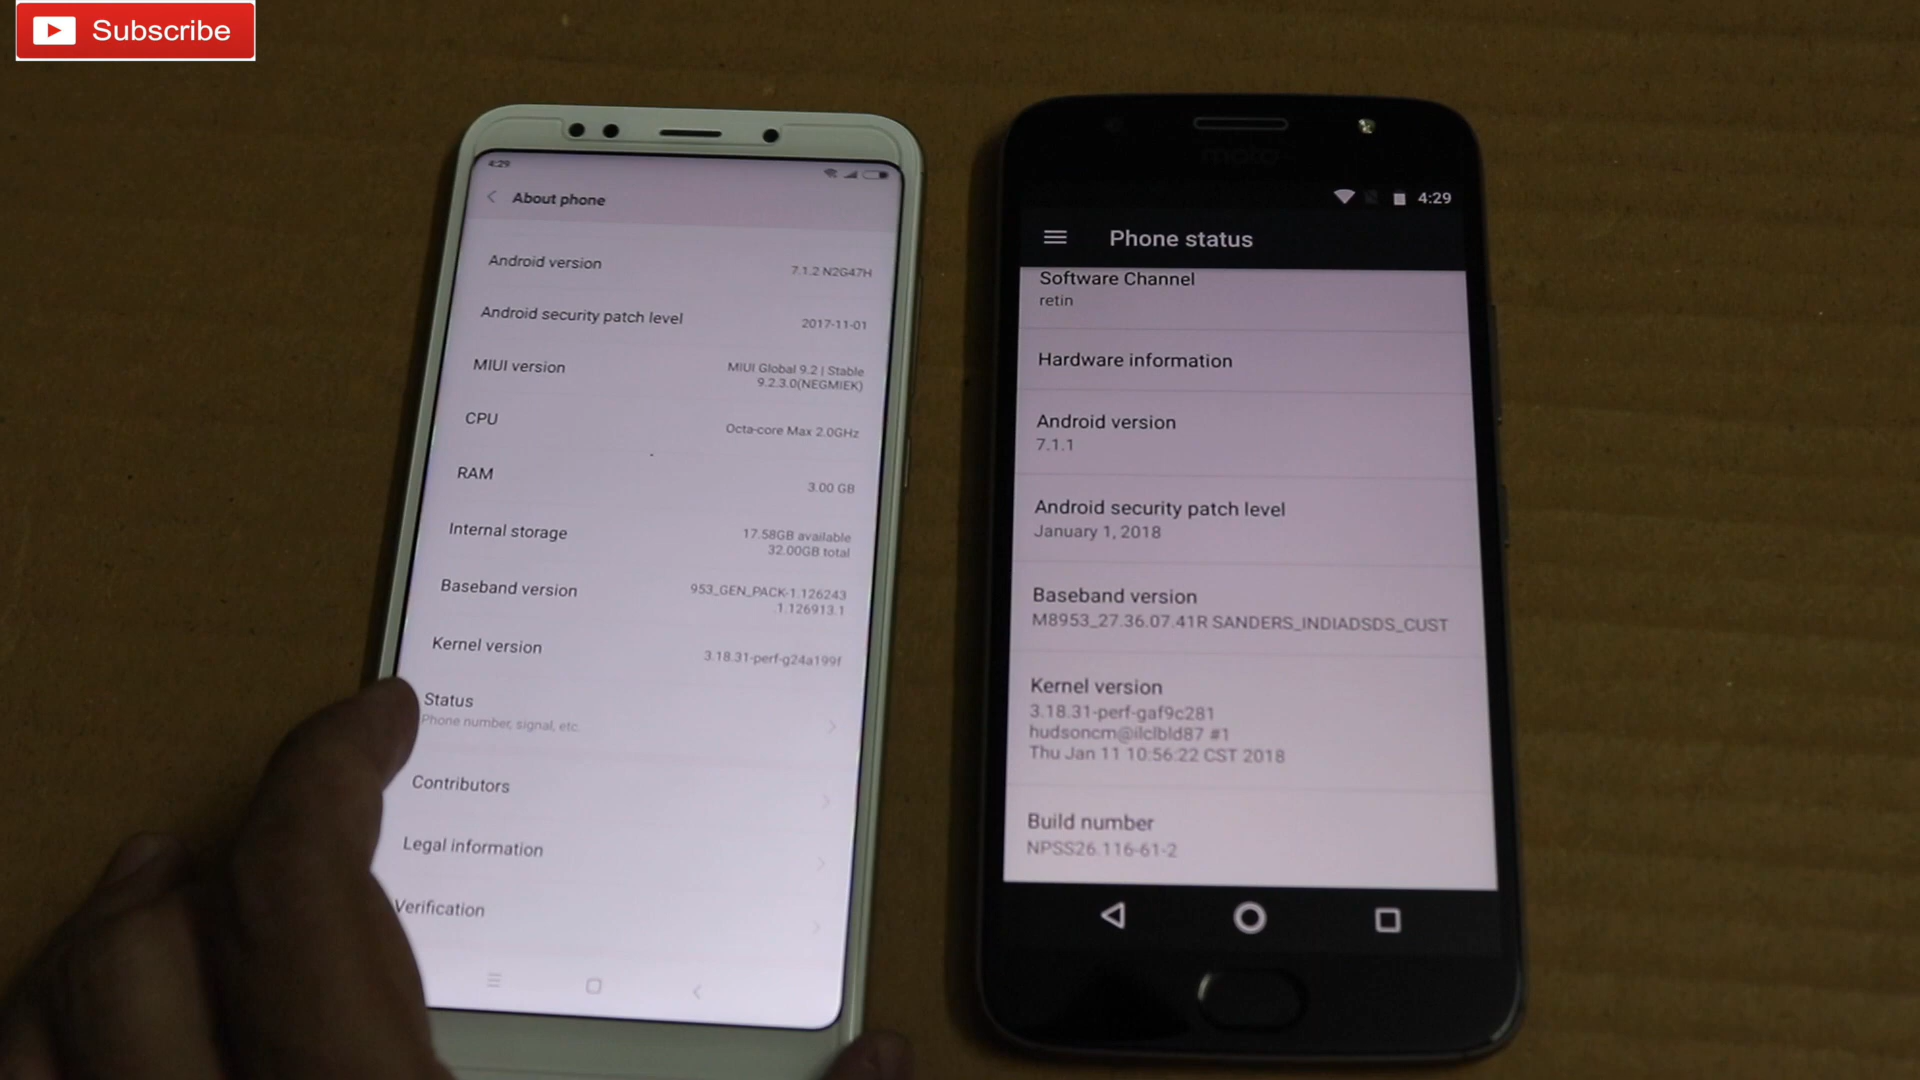 Subscribe
4:29
About phone
Android version
7.1.2 N2G47H
Android security patch level
2017-11-01
MIUI version
MIUI Global 9.2 | Stable
9.2.3.0(NEGMIEK)
CPU
Octa-core Max 2.0GHz
RAM
3.00 GB
Internal storage
17.58GB available
32.00GB total
Baseband version
953_GEN_PACK-1.126243
.1.126913.1
Kernel version
3.18.31-perf-g24a199f
Status
Phone number, signal, etc.
Contributors
Legal information
Verification
moto
4:29
Phone status
Software Channel
retin
Hardware information
Android version
7.1.1
Android security patch level
January 1, 2018
Baseband version
M8953_27.36.07.41R SANDERS_INDIADSDS_CUST
Kernel version
3.18.31-perf-gaf9c281
hudsoncm@ilclbld87 #1
Thu Jan 11 10:56:22 CST 2018
Build number
NPSS26.116-61-2